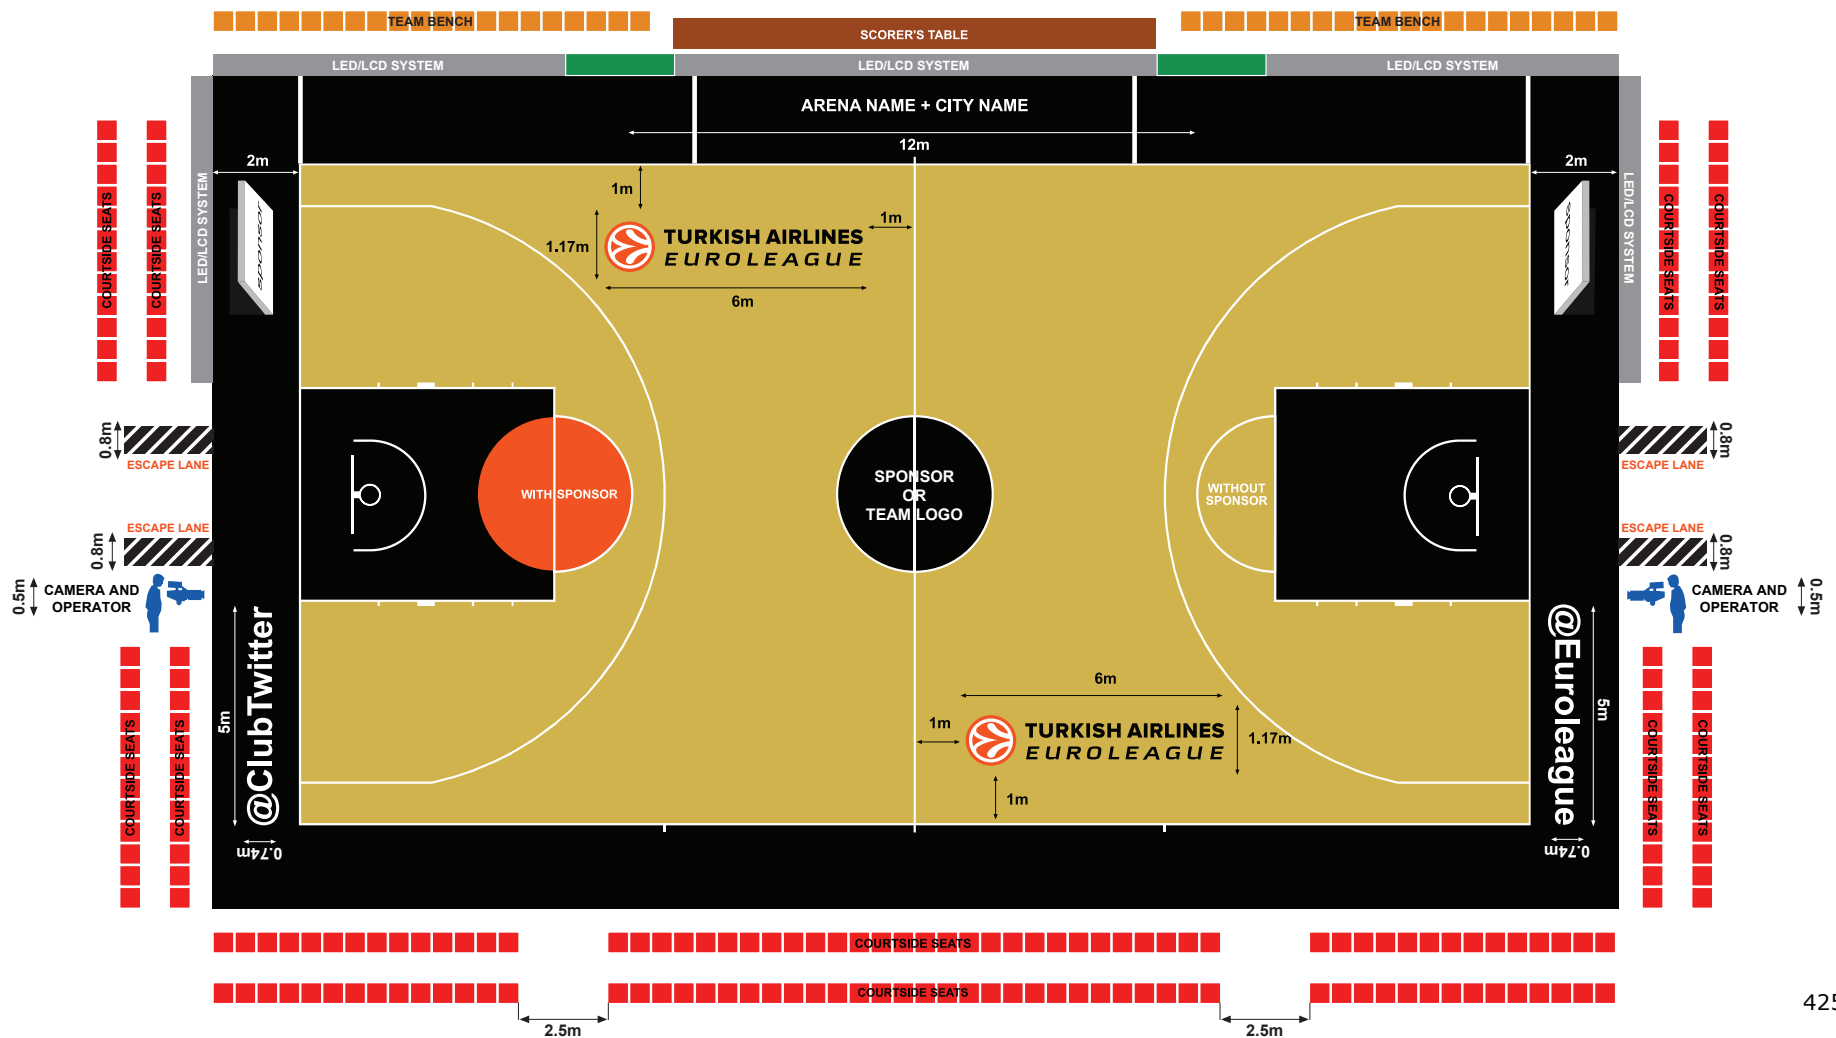 TEAM BENCH
TEAM BENCH
SCORER'S TABLE
LED/LCD SYSTEM
LED/LCD SYSTEM
LED/LCD SYSTEM
ARENA NAME + CITY NAME
12m
2m
2m
LED/LCD SYSTEM
LED/LCD SYSTEM
COURTSIDE SEATS
COURTSIDE SEATS
COURTSIDE SEATS
COURTSIDE SEATS
sponsor
sponsor
1m
1m
1.17m
TURKISH AIRLINES
EUROLEAGUE
6m
0.8m
ESCAPE LANE
0.8m
ESCAPE LANE
WITH SPONSOR
SPONSOR
OR
TEAM LOGO
WITHOUT
SPONSOR
ESCAPE LANE
0.8m
ESCAPE LANE
0.8m
0.5m
CAMERA AND
OPERATOR
CAMERA AND
OPERATOR
0.5m
@ClubTwitter
5m
0.74m
@Euroleague
5m
0.74m
6m
1m
TURKISH AIRLINES
EUROLEAGUE
1.17m
1m
COURTSIDE SEATS
COURTSIDE SEATS
COURTSIDE SEATS
COURTSIDE SEATS
COURTSIDE SEATS
COURTSIDE SEATS
2.5m
2.5m
425